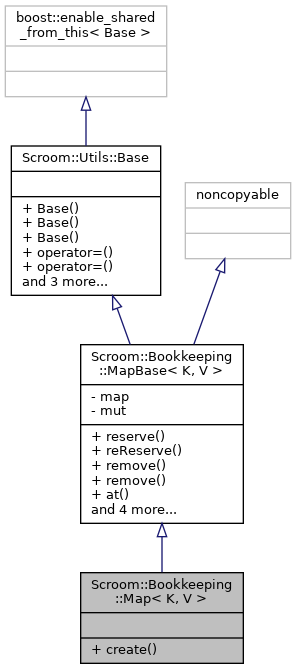 boost::enable_shared
_from_this< Base >
Scroom::Utils::Base
+ Base()
+ Base()
+ Base()
+ operator=()
+ operator=()
and 3 more...
noncopyable
Scroom::Bookkeeping
::MapBase< K, V >
- map
- mut
+ reserve()
+ reReserve()
+ remove()
+ remove()
+ at()
and 4 more...
Scroom::Bookkeeping
::Map< K, V >
+ create()